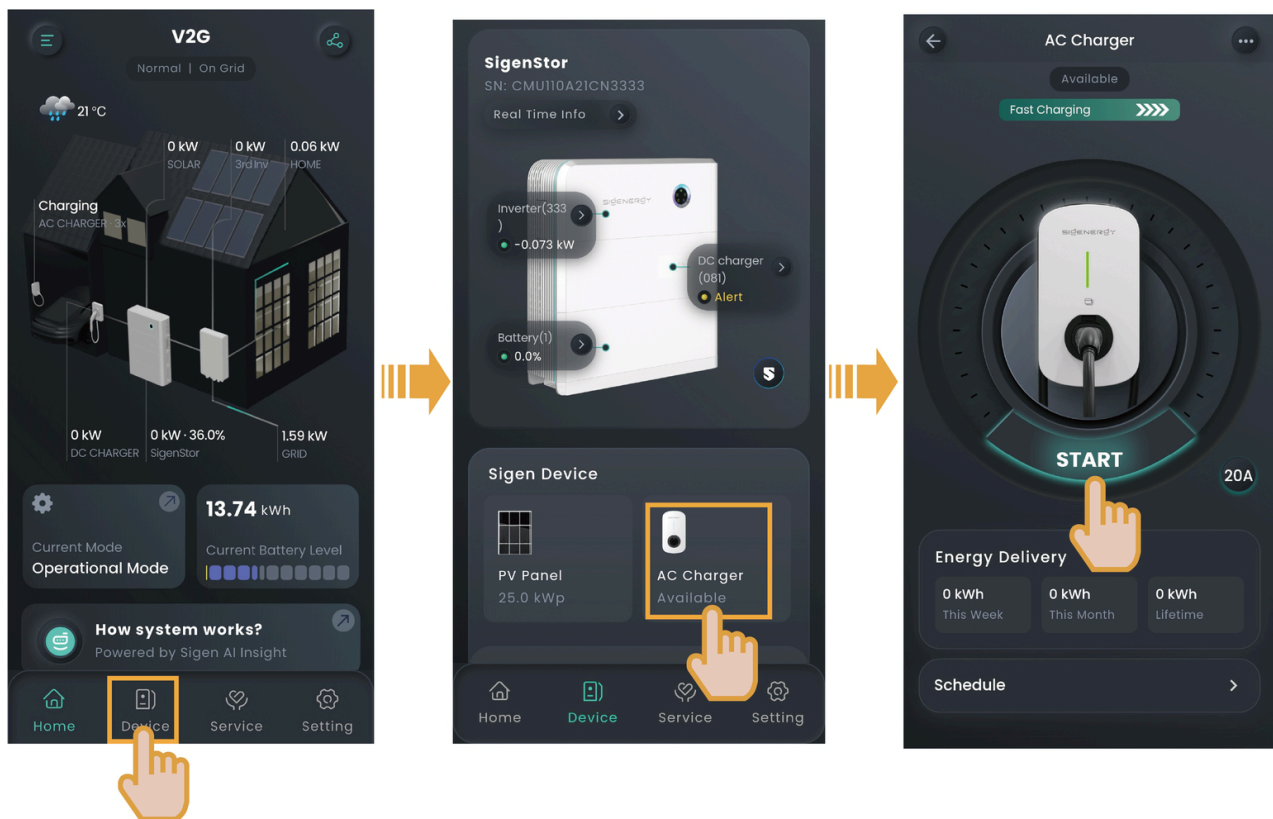 V2G
Normal | On Grid
21 °C
0 kW
SOLAR
0 kW
3rd Inv
0.06 kW
HOME
Charging
AC CHARGER · 3x
0 kW
DC CHARGER
0 kW · 36.0%
SigenStor
1.59 kW
GRID
Current Mode
Operational Mode
13.74 kWh
Current Battery Level
How system works?
Powered by Sigen AI Insight
Home
Device
Service
Setting
SigenStor
SN: CMU110A21CN3333
Real Time Info
SIGENERGY
Inverter(333
)
-0.073 kW
DC charger
(081)
Alert
Battery(1)
0.0%
Sigen Device
PV Panel
25.0 kWp
AC Charger
Available
Home
Device
Service
Setting
AC Charger
Available
Fast Charging
SIGENERGY
START
20A
Energy Delivery
0 kWh
This Week
0 kWh
This Month
0 kWh
Lifetime
Schedule